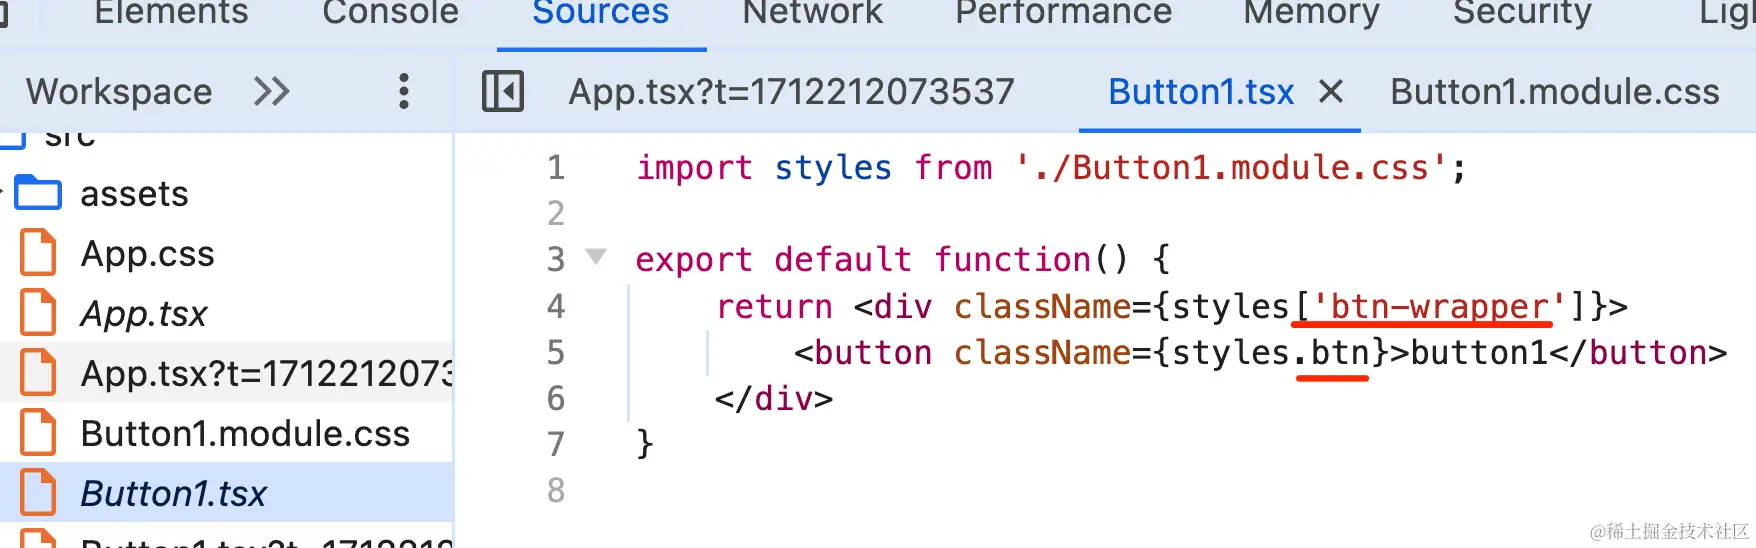 Elements Console Sources Network Performance Memory Security
Workspace
App.tsx?t=1712212073537 Button1.tsx Button1.module.css
src
assets
App.css
App.tsx
App.tsx?t=171221207
Button1.module.css
Button1.tsx
1 import styles from './Button1.module.css';
2
3 export default function() {
4 return <div className={styles['btn-wrapper']}>
5 <button className={styles.btn}>button1</button>
6 </div>
7 }
8
@稀土掘金技术社区